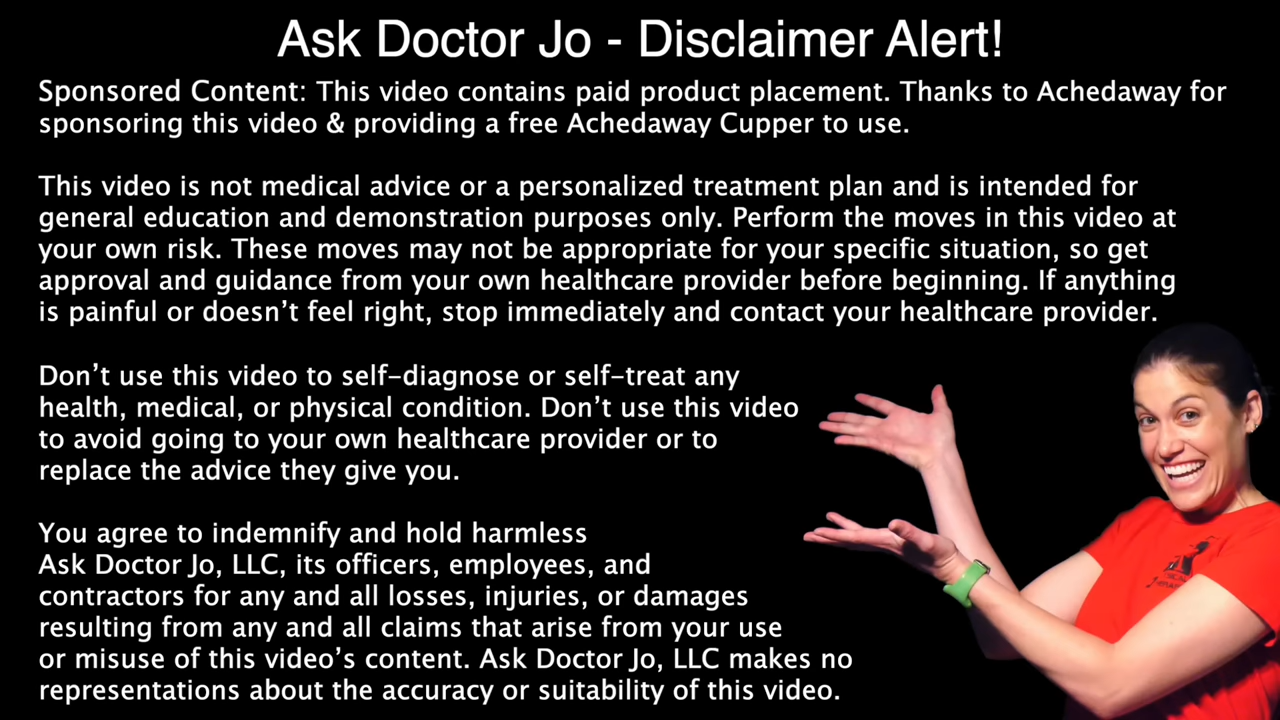 Ask Doctor Jo - Disclaimer Alert!
Sponsored Content: This video contains paid product placement. Thanks to Achedaway for
sponsoring this video & providing a free Achedaway Cupper to use.
This video is not medical advice or a personalized treatment plan and is intended for
general education and demonstration purposes only. Perform the moves in this video at
your own risk. These moves may not be appropriate for your specific situation, so get
approval and guidance from your own healthcare provider before beginning. If anything
is painful or doesn’t feel right, stop immediately and contact your healthcare provider.
Don’t use this video to self-diagnose or self-treat any
health, medical, or physical condition. Don’t use this video
to avoid going to your own healthcare provider or to
replace the advice they give you.
You agree to indemnify and hold harmless
Ask Doctor Jo, LLC, its officers, employees, and
contractors for any and all losses, injuries, or damages
resulting from any and all claims that arise from your use
or misuse of this video’s content. Ask Doctor Jo, LLC makes no
representations about the accuracy or suitability of this video.